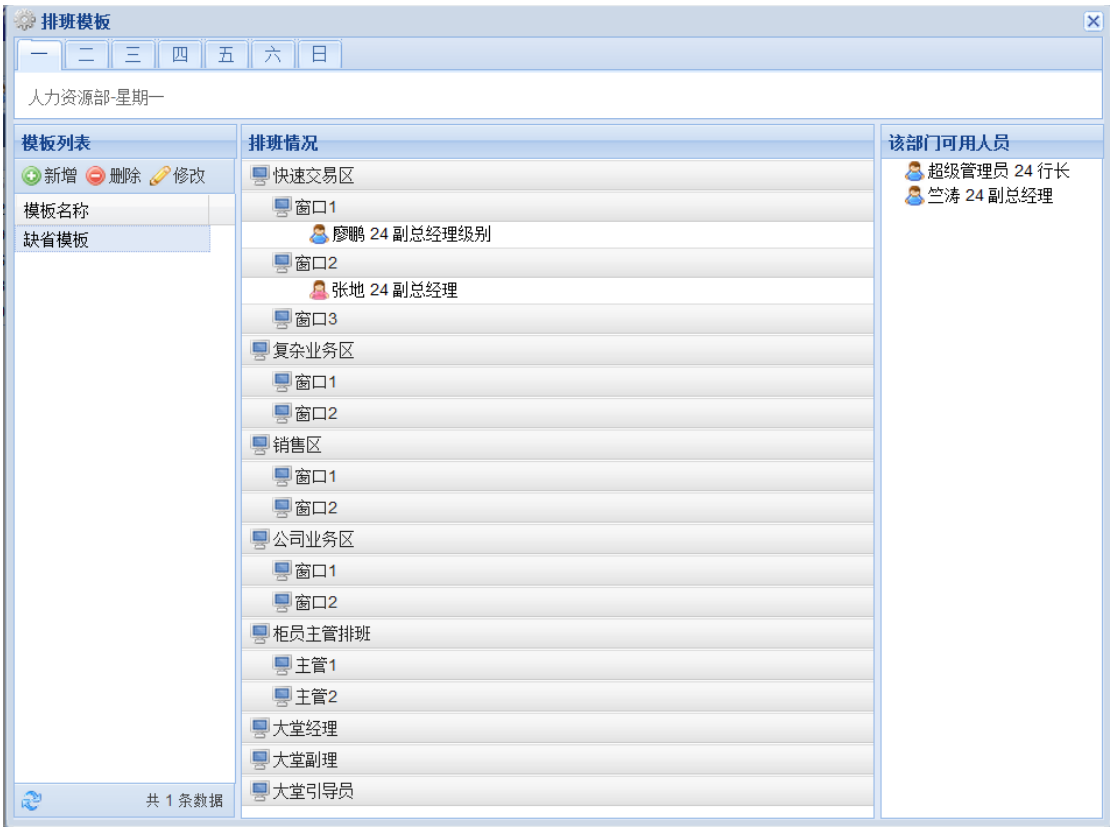 排班模板
一 二 三 四 五 六 日
人力资源部-星期一
模板列表
新增 删除 修改
模板名称
缺省模板
共 1 条数据
排班情况
快速交易区
窗口1
廖鹏 24 副总经理级别
窗口2
张地 24 副总经理
窗口3
复杂业务区
窗口1
窗口2
销售区
窗口1
窗口2
公司业务区
窗口1
窗口2
柜员主管排班
主管1
主管2
大堂经理
大堂副理
大堂引导员
该部门可用人员
超级管理员 24 行长
竺涛 24 副总经理